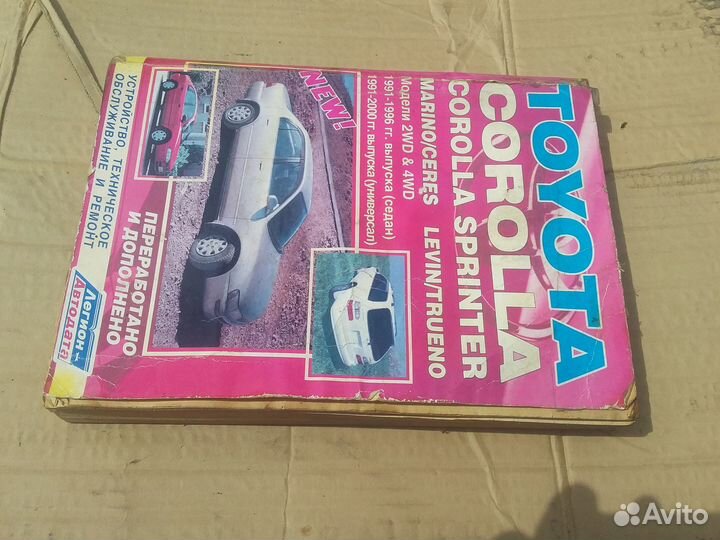 TOYOTA
COROLLA
COROLLA SPRINTER
MARINO/CERES LEVIN/TRUENO
Модели 2WD & 4WD
1991-1996 гг. выпуска (седан)
1991-2000 гг. выпуска (универсал)
NEW!
ПЕРЕРАБОТАНО
И ДОПОЛНЕНО
УСТРОЙСТВО, ТЕХНИЧЕСКОЕ
ОБСЛУЖИВАНИЕ И РЕМОНТ
Легион
Автодата
Avito